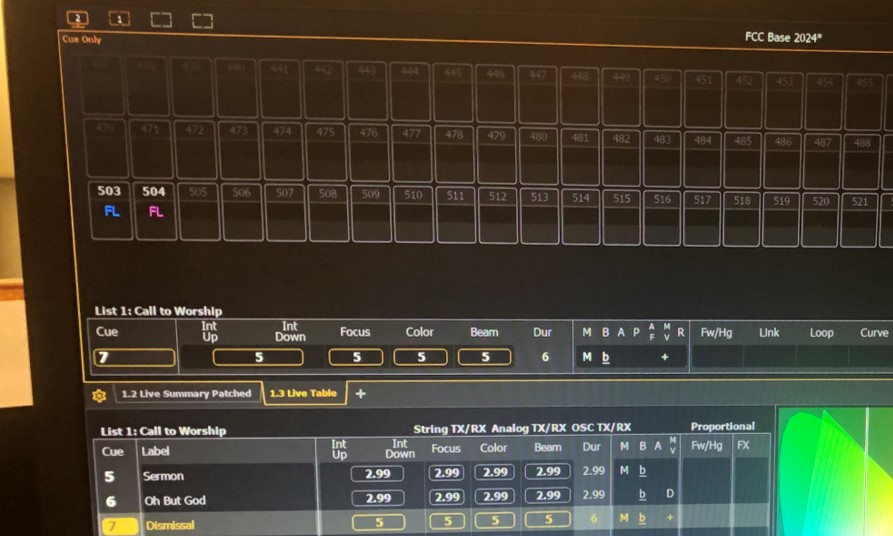 2 1
Cue Only
FCC Base 2024*
440 441 442 443 444 445 446 447 448 449 450 451 452 453 454 455
471 472 473 474 475 476 477 478 479 480 481 482 483 484 485 486 487 488
503 504 505 506 507 508 509 510 511 512 513 514 515 516 517 518 519 520 521
FL FL
List 1: Call to Worship
Cue Int Up Int Down Focus Color Beam Dur M B A P AF MV R Fw/Hg Link Loop Curve
7 5 5 5 5 6 M b +
1.2 Live Summary Patched 1.3 Live Table +
List 1: Call to Worship String TX/RX Analog TX/RX OSC TX/RX Proportional
Cue Label Int Up Int Down Focus Color Beam Dur M B A MV Fw/Hg FX
5 Sermon 2.99 2.99 2.99 2.99 2.99 M b
6 Oh But God 2.99 2.99 2.99 2.99 2.99 b D
7 Dismissal 5 5 5 5 6 M b +